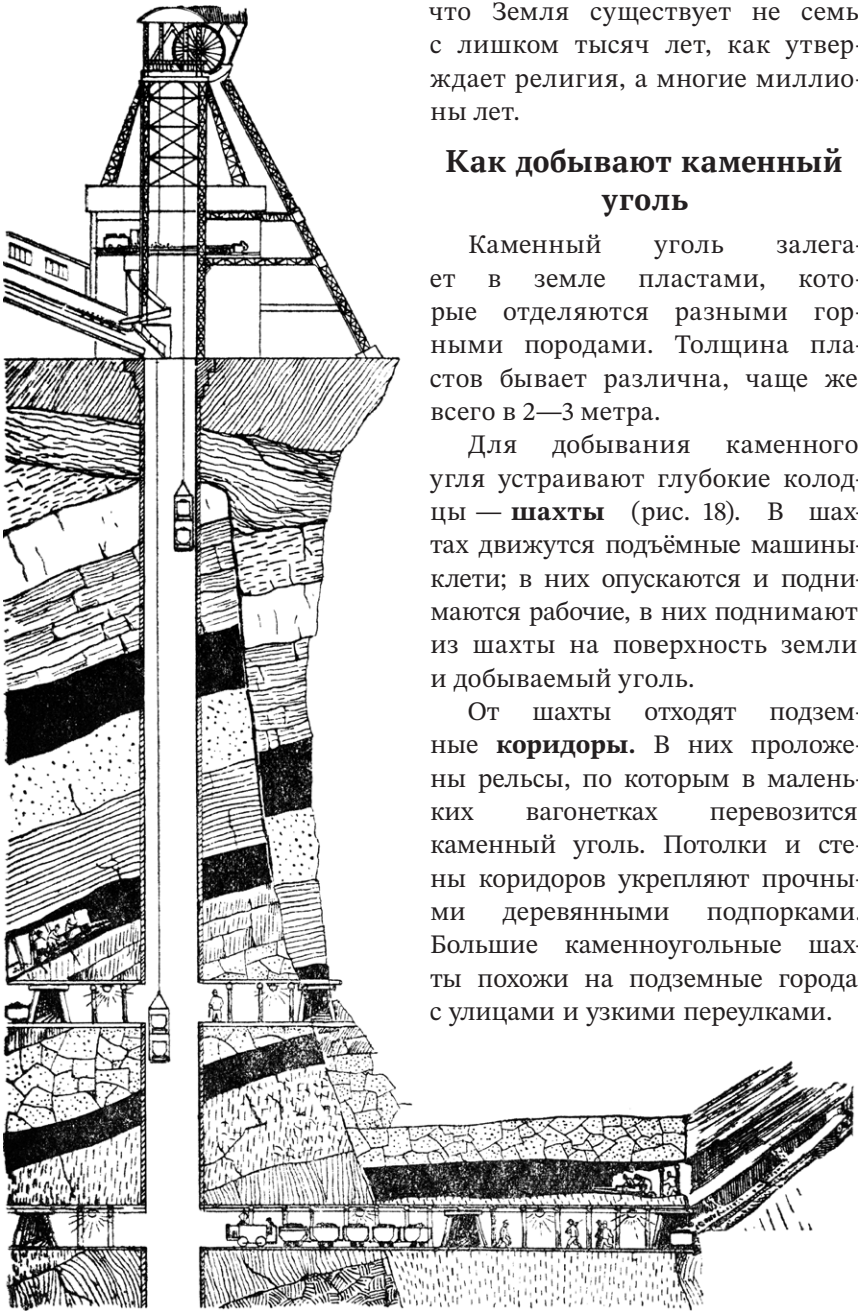 что Земля существует не семь
с лишком тысяч лет, как утвер-
ждает религия, а многие миллио-
ны лет.
Как добывают каменный
уголь
Каменный уголь залега-
ет в земле пластами, кото-
рые отделяются разными гор-
ными породами. Толщина пла-
стов бывает различна, чаще же
всего в 2—3 метра.
Для добывания каменного
угля устраивают глубокие колод-
цы — шахты (рис. 18). В шах-
тах движутся подъёмные машины-
клети; в них опускаются и подни-
маются рабочие, в них поднимают
из шахты на поверхность земли
и добываемый уголь.
От шахты отходят подзем-
ные коридоры. В них проложе-
ны рельсы, по которым в малень-
ких вагонетках перевозится
каменный уголь. Потолки и сте-
ны коридоров укрепляют прочны-
ми деревянными подпорками.
Большие каменноугольные шах-
ты похожи на подземные города
с улицами и узкими переулками.